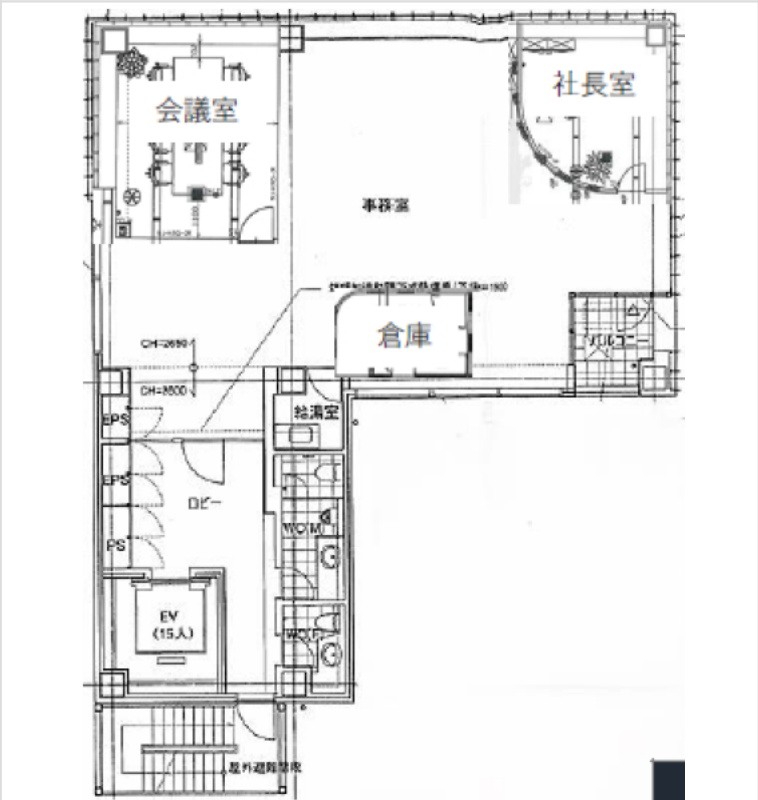 会議室
社長室
事務室
倉庫
バルコニー
CH=2650
CH=2600
EPS
給湯室
EPS
ロビー
WC(M)
PS
EV
(15人)
WC(F)
屋外避難階段